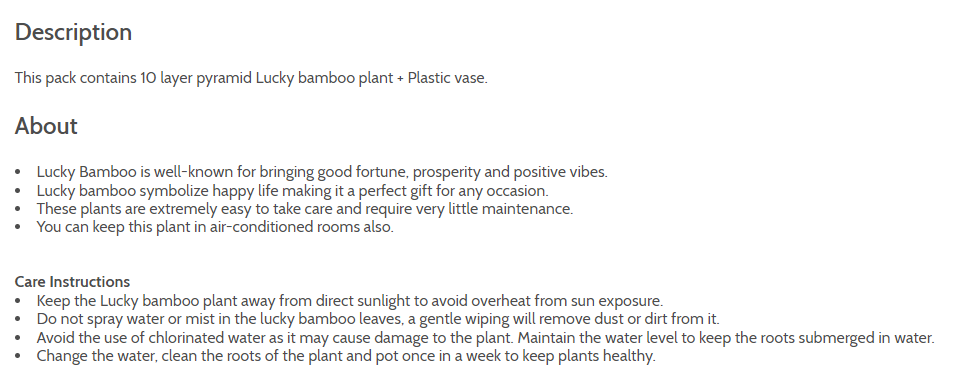 Description
This pack contains 10 layer pyramid Lucky bamboo plant + Plastic vase.
About
• Lucky Bamboo is well-known for bringing good fortune, prosperity and positive vibes.
• Lucky bamboo symbolize happy life making it a perfect gift for any occasion.
• These plants are extremely easy to take care and require very little maintenance.
• You can keep this plant in air-conditioned rooms also.
Care Instructions
• Keep the Lucky bamboo plant away from direct sunlight to avoid overheat from sun exposure.
• Do not spray water or mist in the lucky bamboo leaves, a gentle wiping will remove dust or dirt from it.
• Avoid the use of chlorinated water as it may cause damage to the plant. Maintain the water level to keep the roots submerged in water.
• Change the water, clean the roots of the plant and pot once in a week to keep plants healthy.